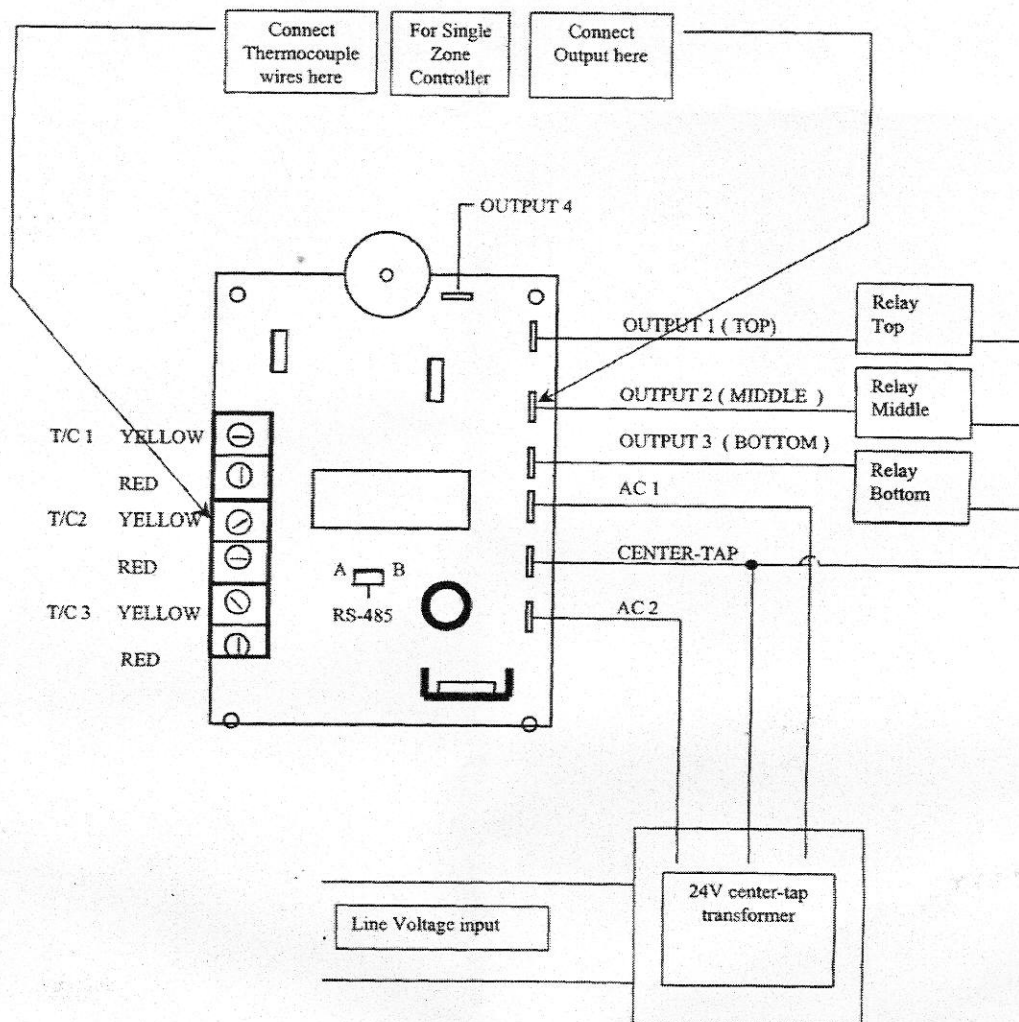 Connect
Thermocouple
wires here
For Single
Zone
Controller
Connect
Output here
OUTPUT 4
OUTPUT 1 ( TOP)
Relay
Top
OUTPUT 2 ( MIDDLE )
Relay
Middle
OUTPUT 3 ( BOTTOM )
Relay
Bottom
AC 1
CENTER-TAP
AC 2
T/C 1 YELLOW
RED
T/C2 YELLOW
RED
T/C 3 YELLOW
RED
A B
RS-485
24V center-tap
transformer
Line Voltage input